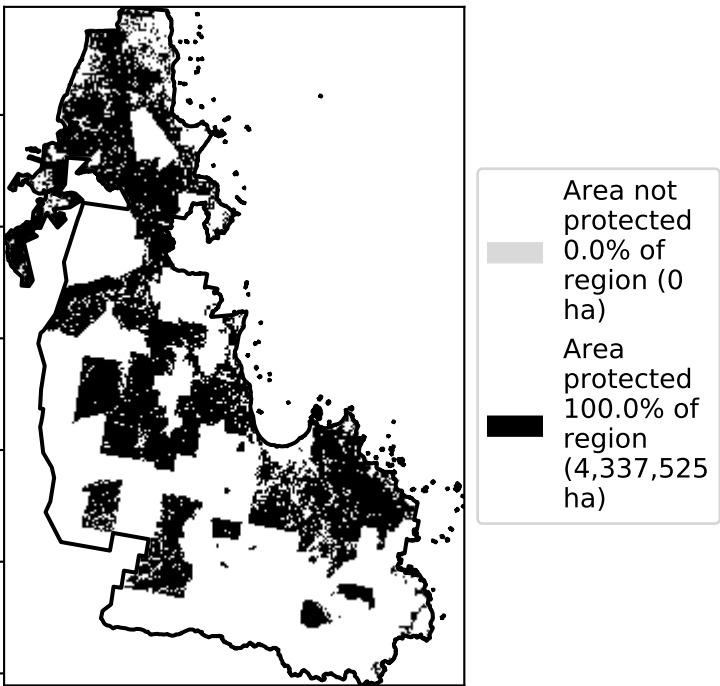 Area not
protected
0.0% of
region (0
ha)
Area
protected
100.0% of
region
(4,337,525
ha)